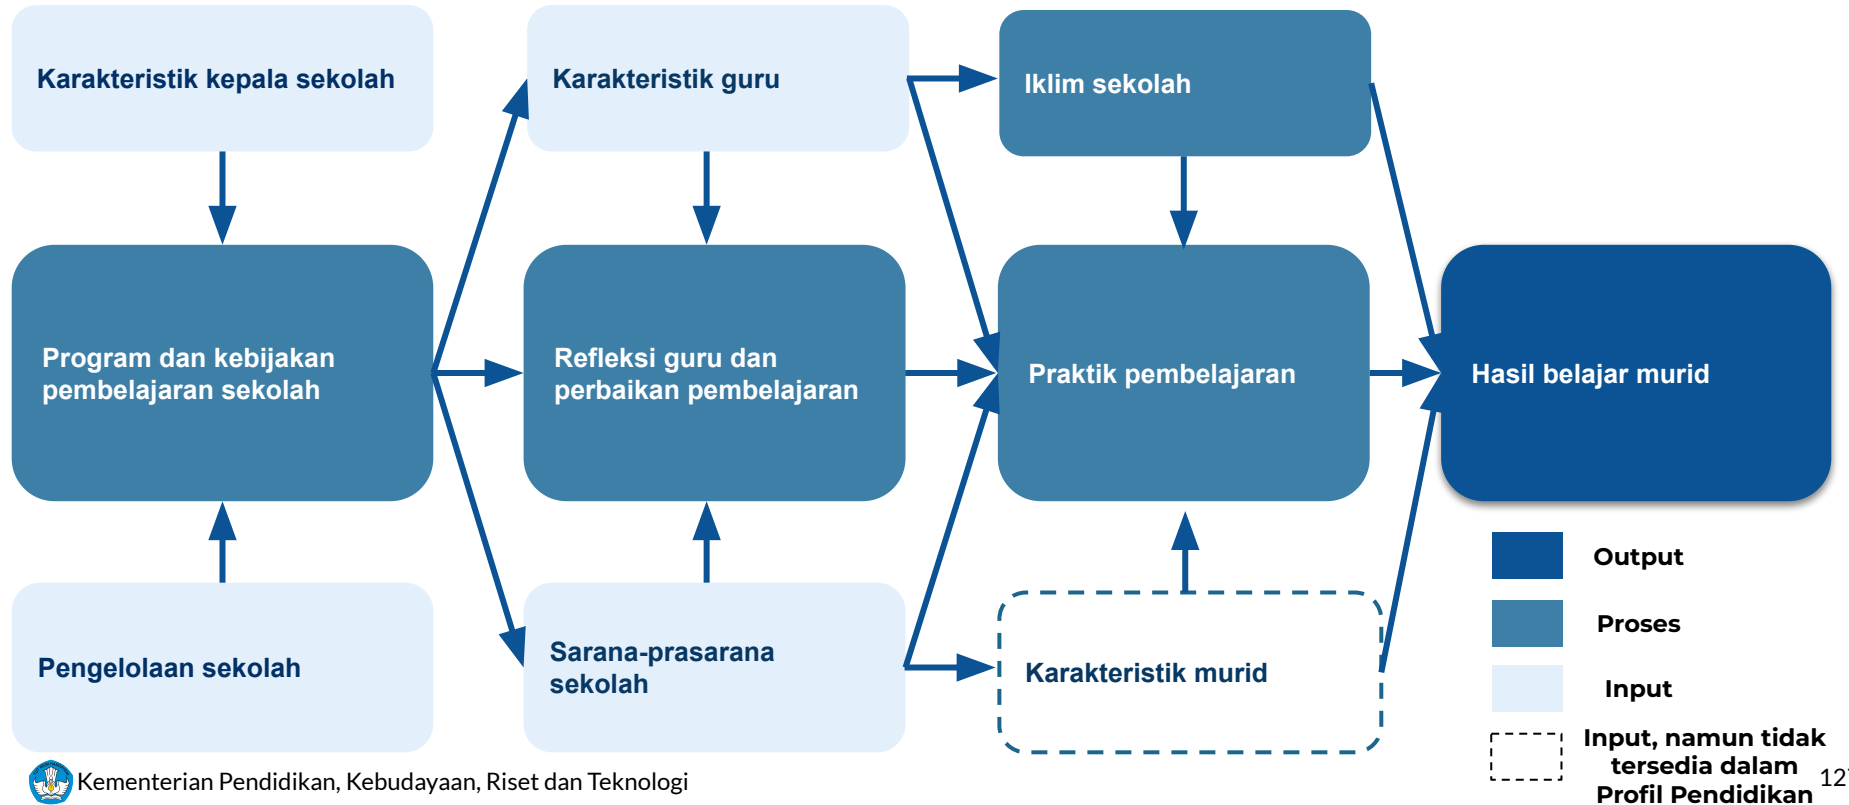 Karakteristik kepala sekolah
Karakteristik guru
Iklim sekolah
Program dan kebijakan
pembelajaran sekolah
Refleksi guru dan
perbaikan pembelajaran
Praktik pembelajaran
Hasil belajar murid
Pengelolaan sekolah
Sarana-prasarana
sekolah
Karakteristik murid
Output
Proses
Input
Input, namun tidak
tersedia dalam
Profil Pendidikan
Kementerian Pendidikan, Kebudayaan, Riset dan Teknologi